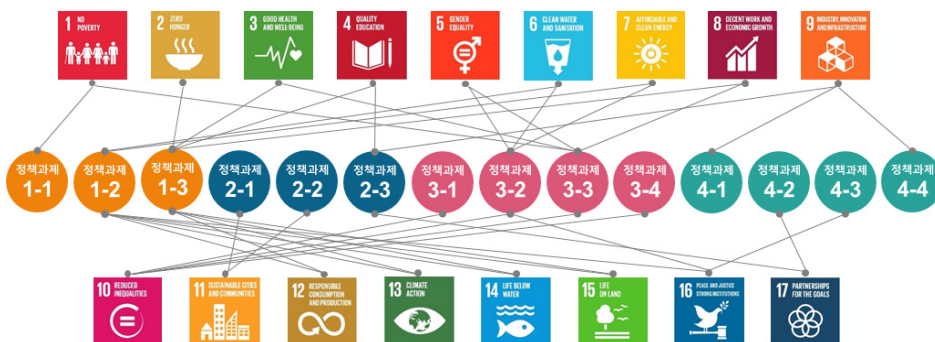 1 NO
POVERTY
2 ZERO
HUNGER
3 GOOD HEALTH
AND WELL-BEING
4 QUALITY
EDUCATION
5 GENDER
EQUALITY
6 CLEAN WATER
AND SANITATION
7 AFFORDABLE AND
CLEAN ENERGY
8 DECENT WORK AND
ECONOMIC GROWTH
9 INDUSTRY, INNOVATION
AND INFRASTRUCTURE
정책과제
1-1
정책과제
1-2
정책과제
1-3
정책과제
2-1
정책과제
2-2
정책과제
2-3
정책과제
3-1
정책과제
3-2
정책과제
3-3
정책과제
3-4
정책과제
4-1
정책과제
4-2
정책과제
4-3
정책과제
4-4
10 REDUCED
INEQUALITIES
11 SUSTAINABLE CITIES
AND COMMUNITIES
12 RESPONSIBLE
CONSUMPTION
AND PRODUCTION
13 CLIMATE
ACTION
14 LIFE BELOW
WATER
15 LIFE
ON LAND
16 PEACE AND JUSTICE
STRONG INSTITUTIONS
17 PARTNERSHIPS
FOR THE GOALS